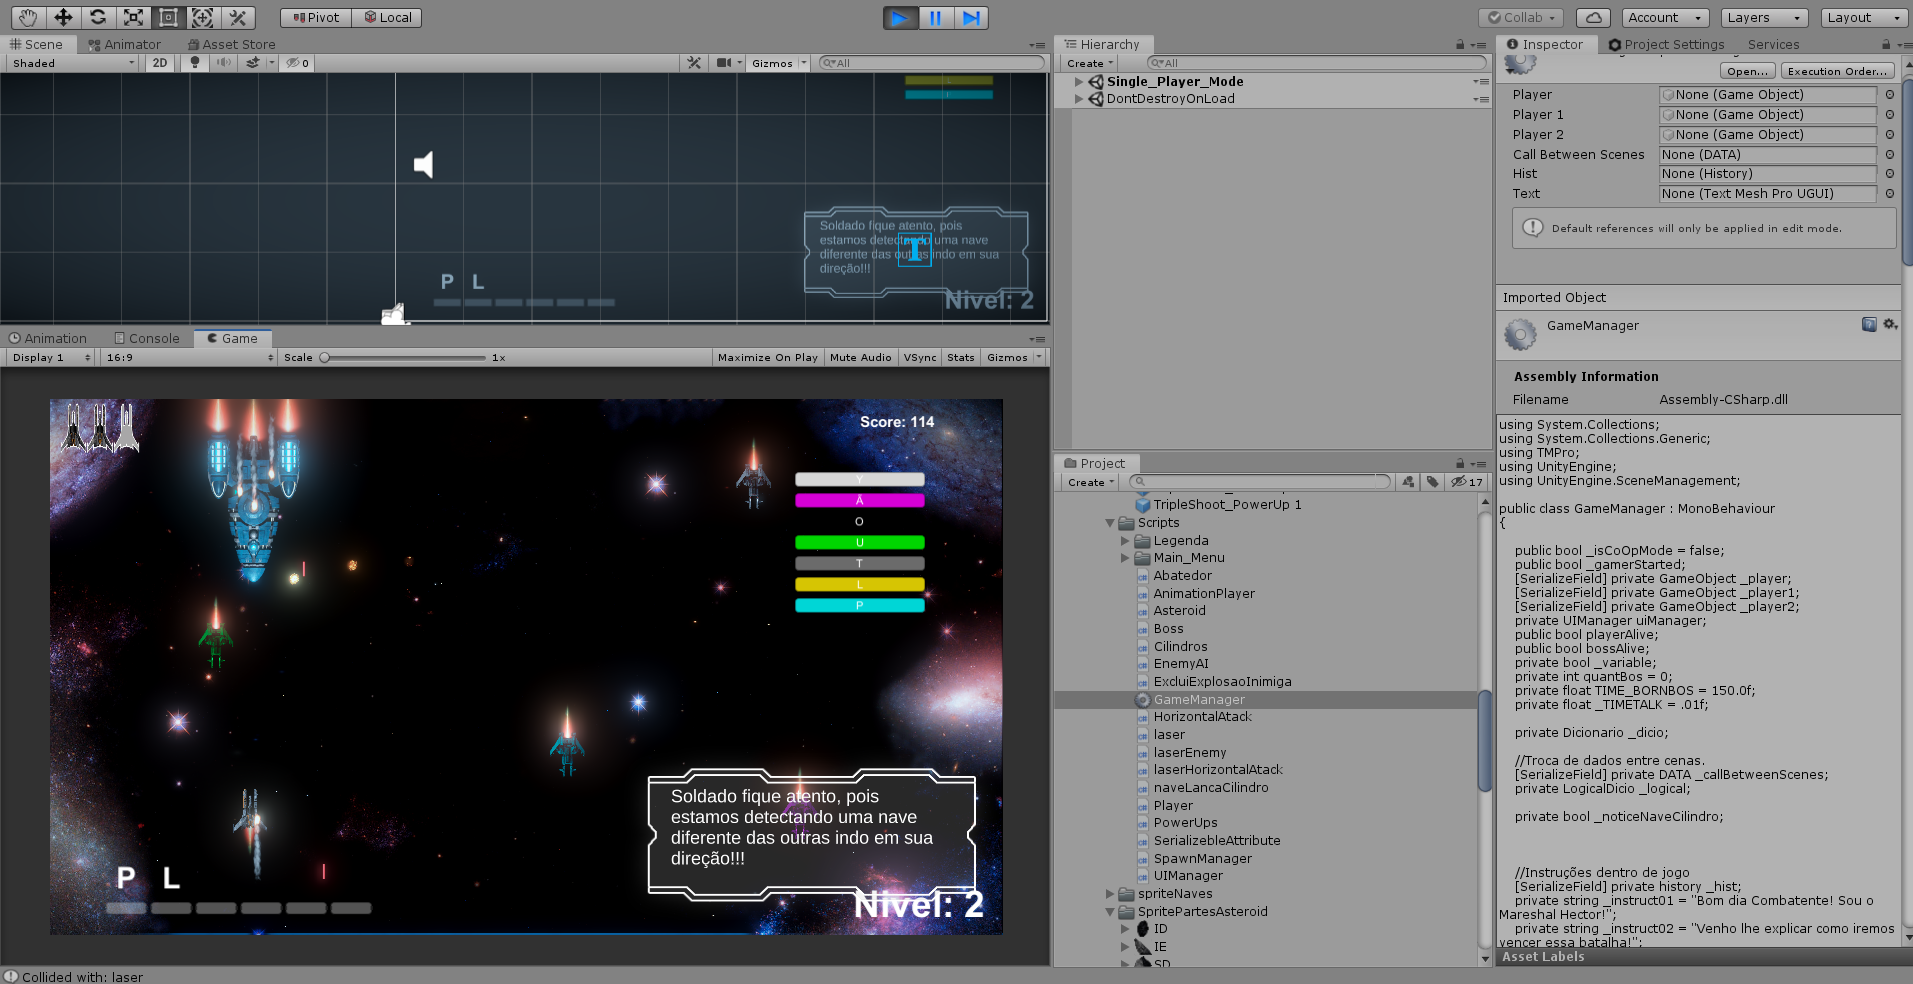 Pivot
Local
Collab
Account
Layers
Layout
Scene
Animator
Asset Store
Shaded
2D
0
Gizmos
All
Soldado fique atento, pois
estamos detectando uma nave
diferente das outras indo em sua
direção!!!
P L
Nivel: 2
Animation
Console
Game
Display 1
16:9
Scale
1x
Maximize On Play
Mute Audio
VSync
Stats
Gizmos
Score: 114
Y
Ã
O
U
T
L
P
Soldado fique atento, pois
estamos detectando uma nave
diferente das outras indo em sua
direção!!!
P L
Nivel: 2
Collided with: laser
Hierarchy
Create
All
Single_Player_Mode
DontDestroyOnLoad
Project
Create
17
TripleShoot_PowerUp 1
Scripts
Legenda
Main_Menu
Abatedor
AnimationPlayer
Asteroid
Boss
Cilindros
EnemyAI
ExcluiExplosaoInimiga
GameManager
HorizontalAtack
laser
laserEnemy
laserHorizontalAtack
naveLancaCilindro
Player
PowerUps
SerializebleAttribute
SpawnManager
UIManager
spriteNaves
SpritePartesAsteroid
ID
IE
SD
Inspector
Project Settings
Services
Open...
Execution Order...
Player None (Game Object)
Player 1 None (Game Object)
Player 2 None (Game Object)
Call Between Scenes None (DATA)
Hist None (History)
Text None (Text Mesh Pro UGUI)
Default references will only be applied in edit mode.
Imported Object
GameManager
Assembly Information
Filename Assembly-CSharp.dll
using System.Collections;
using System.Collections.Generic;
using TMPro;
using UnityEngine;
using UnityEngine.SceneManagement;
public class GameManager : MonoBehaviour
{
public bool _isCoOpMode = false;
public bool _gamerStarted;
[SerializeField] private GameObject _player;
[SerializeField] private GameObject _player1;
[SerializeField] private GameObject _player2;
private UIManager uiManager;
public bool playerAlive;
public bool bossAlive;
private bool _variable;
private int quantBos = 0;
private float TIME_BORNBOS = 150.0f;
private float _TIMETALK = .01f;
private Dicionario _dicio;
//Troca de dados entre cenas.
[SerializeField] private DATA _callBetweenScenes;
private LogicalDicio _logical;
private bool _noticeNaveCilindro;
//Instruções dentro de jogo
[SerializeField] private history _hist;
private string _instruct01 = "Bom dia Combatente! Sou o
Mareshal Hector!";
private string _instruct02 = "Venho lhe explicar como iremos
vencer essa batalha!";
Asset Labels